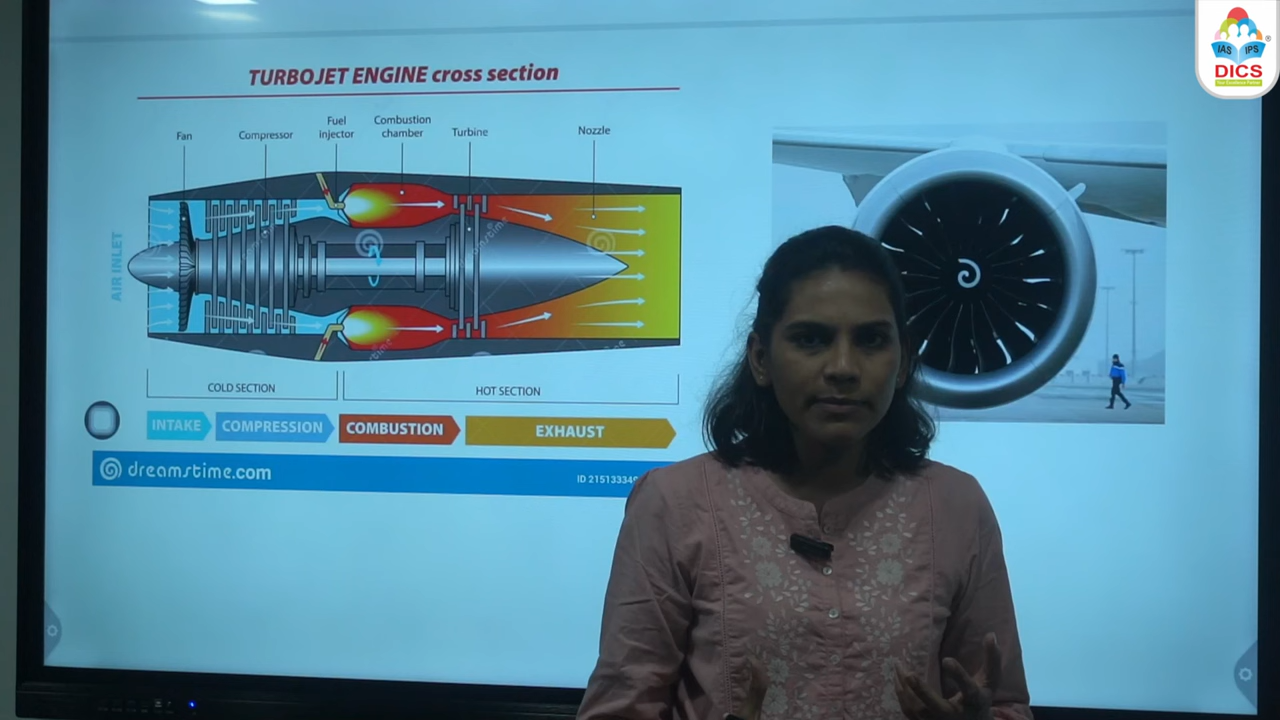 TURBOJET ENGINE cross section
Fan
Compressor
Fuel
injector
Combustion
chamber
Turbine
Nozzle
AIR INLET
COLD SECTION
HOT SECTION
INTAKE
COMPRESSION
COMBUSTION
EXHAUST
dreamstime.com
IAS IPS
DICS